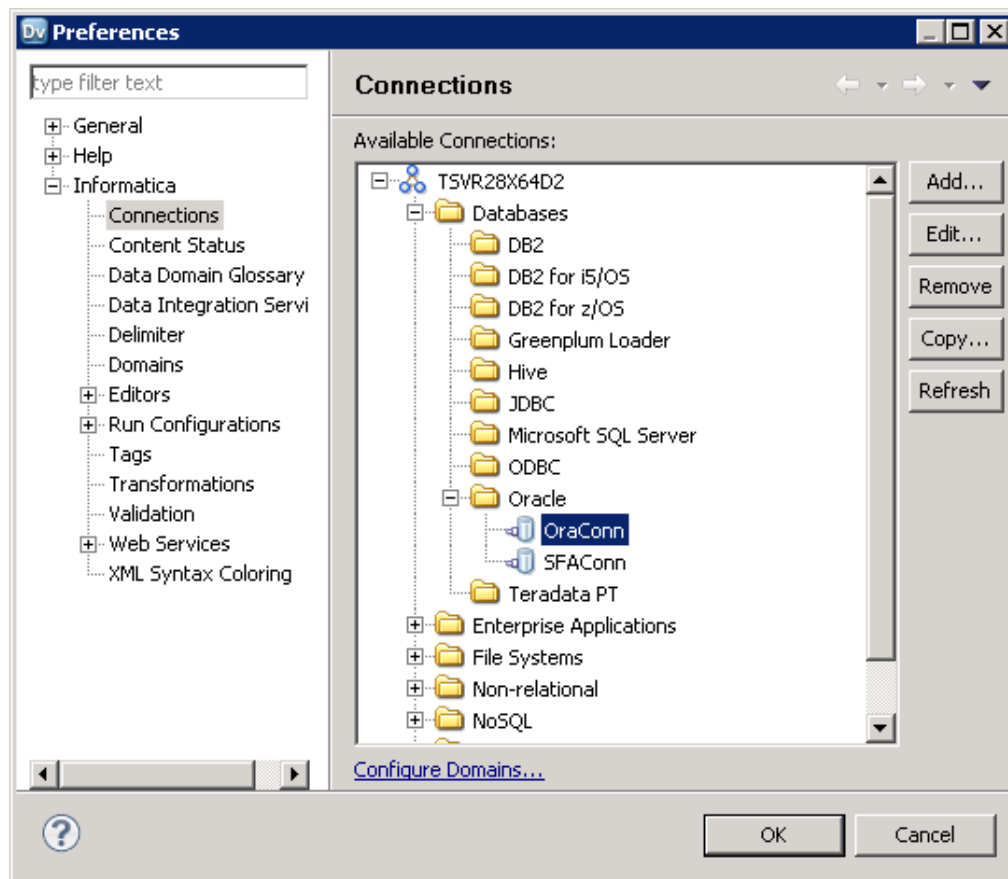 Dv Preferences
type filter text
General
Help
Informatica
Connections
Content Status
Data Domain Glossary
Data Integration Servi
Delimiter
Domains
Editors
Run Configurations
Tags
Transformations
Validation
Web Services
XML Syntax Coloring
Connections
Available Connections:
TSVR28X64D2
Databases
DB2
DB2 for i5/OS
DB2 for z/OS
Greenplum Loader
Hive
JDBC
Microsoft SQL Server
ODBC
Oracle
OraConn
SFAConn
Teradata PT
Enterprise Applications
File Systems
Non-relational
NoSQL
Add...
Edit...
Remove
Copy...
Refresh
Configure Domains...
?
OK
Cancel